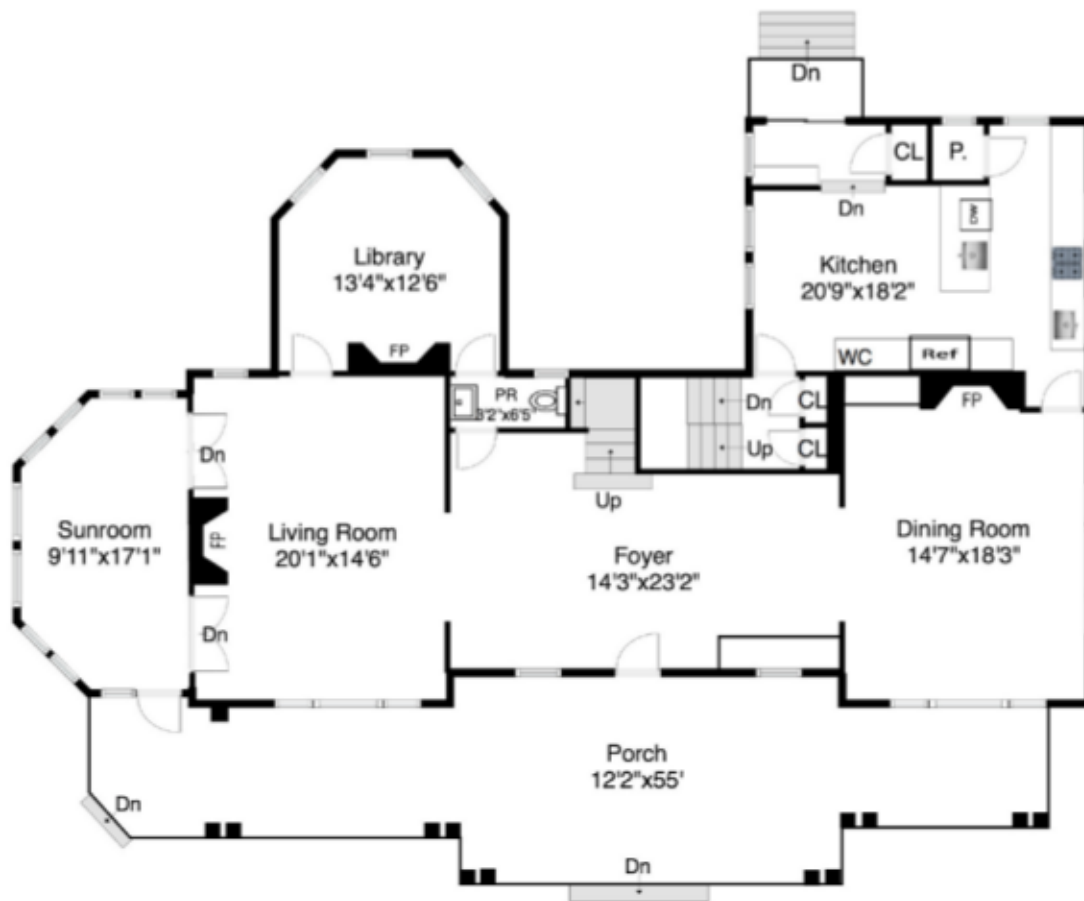 Dn
CL
P.
Dn
DW
Library
13'4"x12'6"
Kitchen
20'9"x18'2"
FP
WC
Ref
PR
3'2"x6'5"
Dn
CL
FP
Dn
Up
CL
Up
Sunroom
9'11"x17'1"
FP
Living Room
20'1"x14'6"
Foyer
14'3"x23'2"
Dining Room
14'7"x18'3"
Dn
Porch
12'2"x55'
Dn
Dn